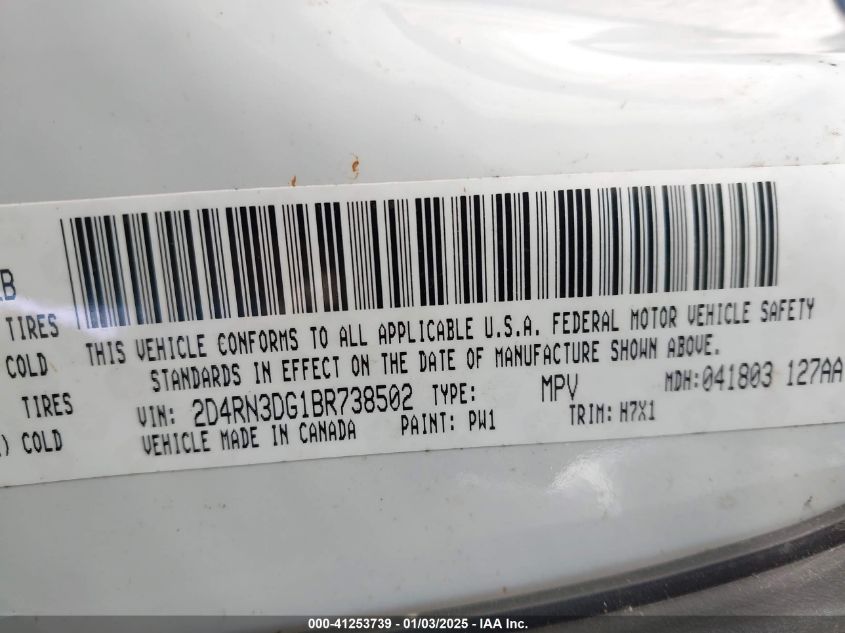 B
TIRES
COLD
TIRES
) COLD
THIS VEHICLE CONFORMS TO ALL APPLICABLE U.S.A. FEDERAL MOTOR VEHICLE SAFETY
STANDARDS IN EFFECT ON THE DATE OF MANUFACTURE SHOWN ABOVE.
VIN: 2D4RN3DG1BR738502 TYPE: MPV MDH:041803 127AA
VEHICLE MADE IN CANADA PAINT: PW1 TRIM: H7X1
000-41253739 - 01/03/2025 - IAA Inc.